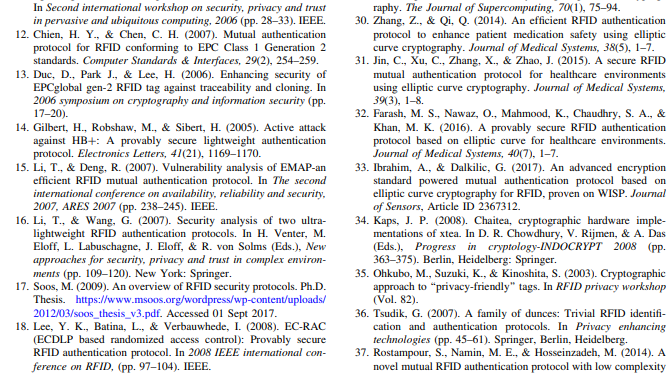 In Second international workshop on security, privacy and trust
in pervasive and ubiquitous computing, 2006 (pp. 28–33). IEEE.
12. Chien, H. Y., & Chen, C. H. (2007). Mutual authentication
protocol for RFID conforming to EPC Class 1 Generation 2
standards. Computer Standards & Interfaces, 29(2), 254–259.
13. Duc, D., Park J., & Lee, H. (2006). Enhancing security of
EPCglobal gen-2 RFID tag against traceability and cloning. In
2006 symposium on cryptography and information security (pp.
17–20).
14. Gilbert, H., Robshaw, M., & Sibert, H. (2005). Active attack
against HB+: A provably secure lightweight authentication
protocol. Electronics Letters, 41(21), 1169–1170.
15. Li, T., & Deng, R. (2007). Vulnerability analysis of EMAP-an
efficient RFID mutual authentication protocol. In The second
international conference on availability, reliability and security,
2007, ARES 2007 (pp. 238–245). IEEE.
16. Li, T., & Wang, G. (2007). Security analysis of two ultra-
lightweight RFID authentication protocols. In H. Venter, M.
Eloff, L. Labuschagne, J. Eloff, & R. von Solms (Eds.), New
approaches for security, privacy and trust in complex environ-
ments (pp. 109–120). New York: Springer.
17. Soos, M. (2009). An overview of RFID security protocols. Ph.D.
Thesis. https://www.msoos.org/wordpress/wp-content/uploads/
2012/03/soos_thesis_v3.pdf. Accessed 01 Sept 2017.
18. Lee, Y. K., Batina, L., & Verbauwhede, I. (2008). EC-RAC
(ECDLP based randomized access control): Provably secure
RFID authentication protocol. In 2008 IEEE international con-
ference on RFID, (pp. 97–104). IEEE.
raphy. The Journal of Supercomputing, 70(1), 75–94.
30. Zhang, Z., & Qi, Q. (2014). An efficient RFID authentication
protocol to enhance patient medication safety using elliptic
curve cryptography. Journal of Medical Systems, 38(5), 1–7.
31. Jin, C., Xu, C., Zhang, X., & Zhao, J. (2015). A secure RFID
mutual authentication protocol for healthcare environments
using elliptic curve cryptography. Journal of Medical Systems,
39(3), 1–8.
32. Farash, M. S., Nawaz, O., Mahmood, K., Chaudhry, S. A., &
Khan, M. K. (2016). A provably secure RFID authentication
protocol based on elliptic curve for healthcare environments.
Journal of Medical Systems, 40(7), 1–7.
33. Ibrahim, A., & Dalkilic, G. (2017). An advanced encryption
standard powered mutual authentication protocol based on
elliptic curve cryptography for RFID, proven on WISP. Journal
of Sensors, Article ID 2367312.
34. Kaps, J. P. (2008). Chaitea, cryptographic hardware imple-
mentations of xtea. In D. R. Chowdhury, V. Rijmen, & A. Das
(Eds.), Progress in cryptology-INDOCRYPT 2008 (pp.
363–375). Berlin, Heidelberg: Springer.
35. Ohkubo, M., Suzuki, K., & Kinoshita, S. (2003). Cryptographic
approach to “privacy-friendly” tags. In RFID privacy workshop
(Vol. 82).
36. Tsudik, G. (2007). A family of dunces: Trivial RFID identifi-
cation and authentication protocols. In Privacy enhancing
technologies (pp. 45–61). Springer, Berlin, Heidelberg.
37. Rostampour, S., Namin, M. E., & Hosseinzadeh, M. (2014). A
novel mutual RFID authentication protocol with low complexity